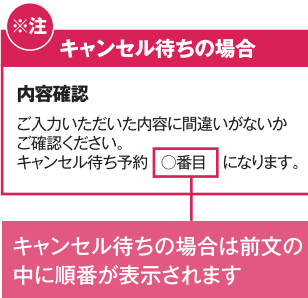 ※注
キャンセル待ちの場合
内容確認
ご入力いただいた内容に間違いがないか
ご確認ください。
キャンセル待ち予約 ○番目 になります。
キャンセル待ちの場合は前文の
中に順番が表示されます